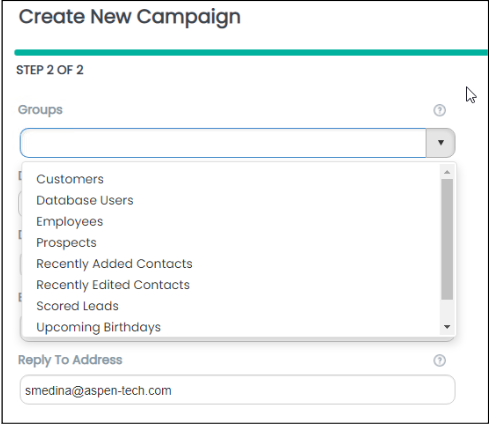 Create New Campaign
STEP 2 OF 2
Groups
Customers
Database Users
Employees
Prospects
Recently Added Contacts
Recently Edited Contacts
Scored Leads
Upcoming Birthdays
Reply To Address
smedina@aspen-tech.com